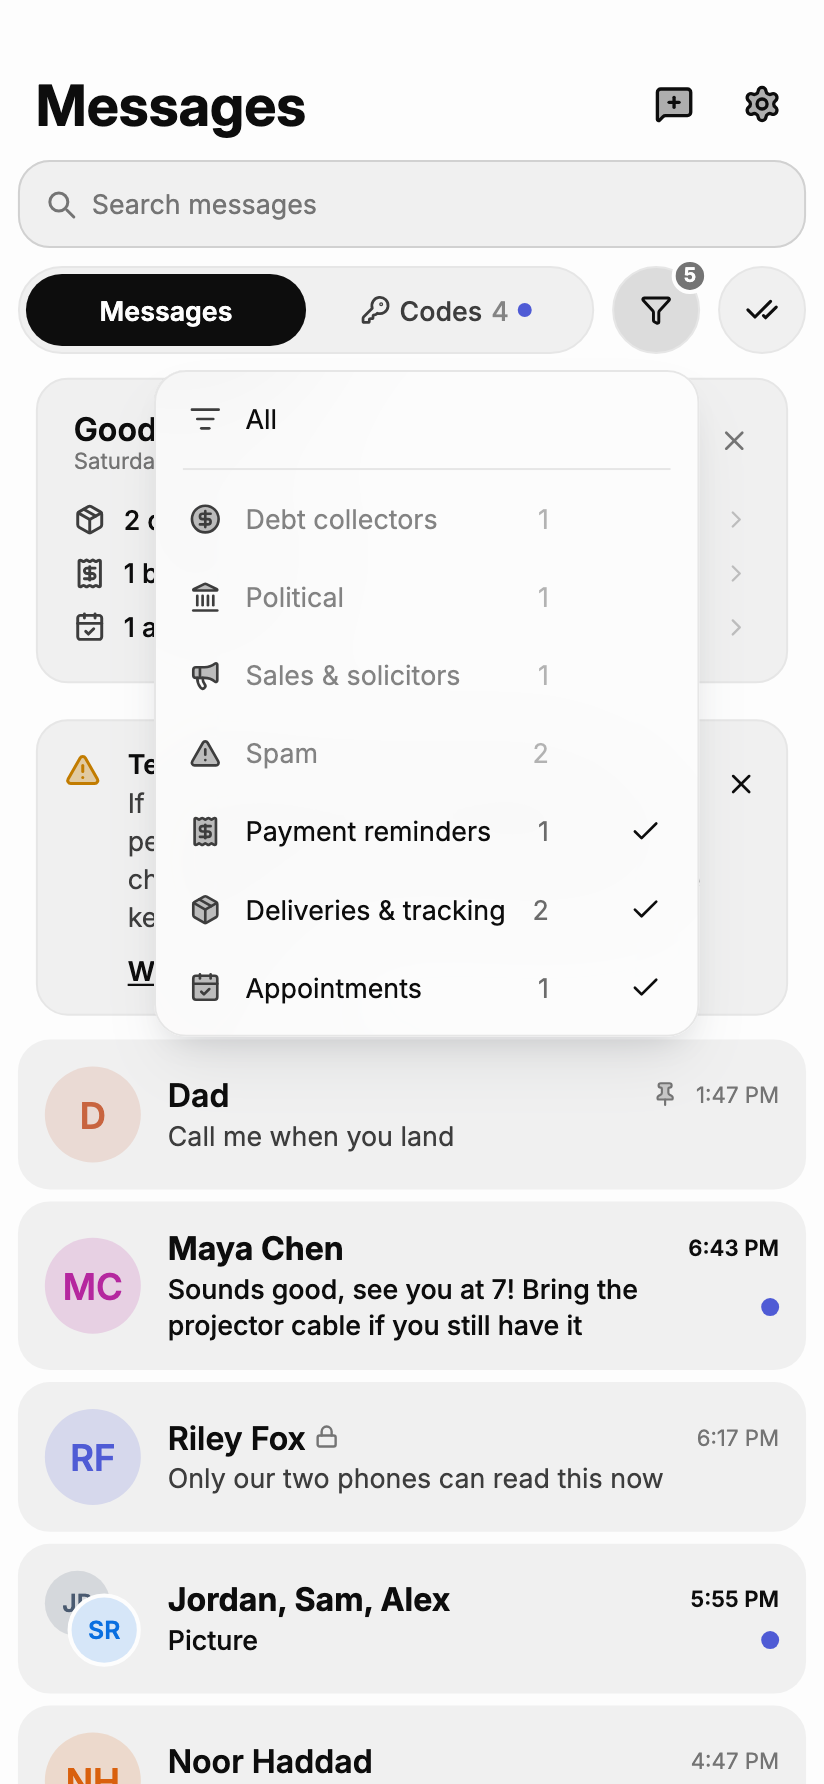 Messages
Search messages
Messages
Codes 4
5
Good
Saturda
2
1
1 a
All
Debt collectors 1
Political 1
Sales & solicitors 1
Spam 2
Payment reminders 1
Deliveries & tracking 2
Appointments 1
Te
If
pe
ch
ke
W
D
Dad
1:47 PM
Call me when you land
MC
Maya Chen
6:43 PM
Sounds good, see you at 7! Bring the
projector cable if you still have it
RF
Riley Fox
6:17 PM
Only our two phones can read this now
SR
Jordan, Sam, Alex
5:55 PM
Picture
NH
Noor Haddad
4:47 PM